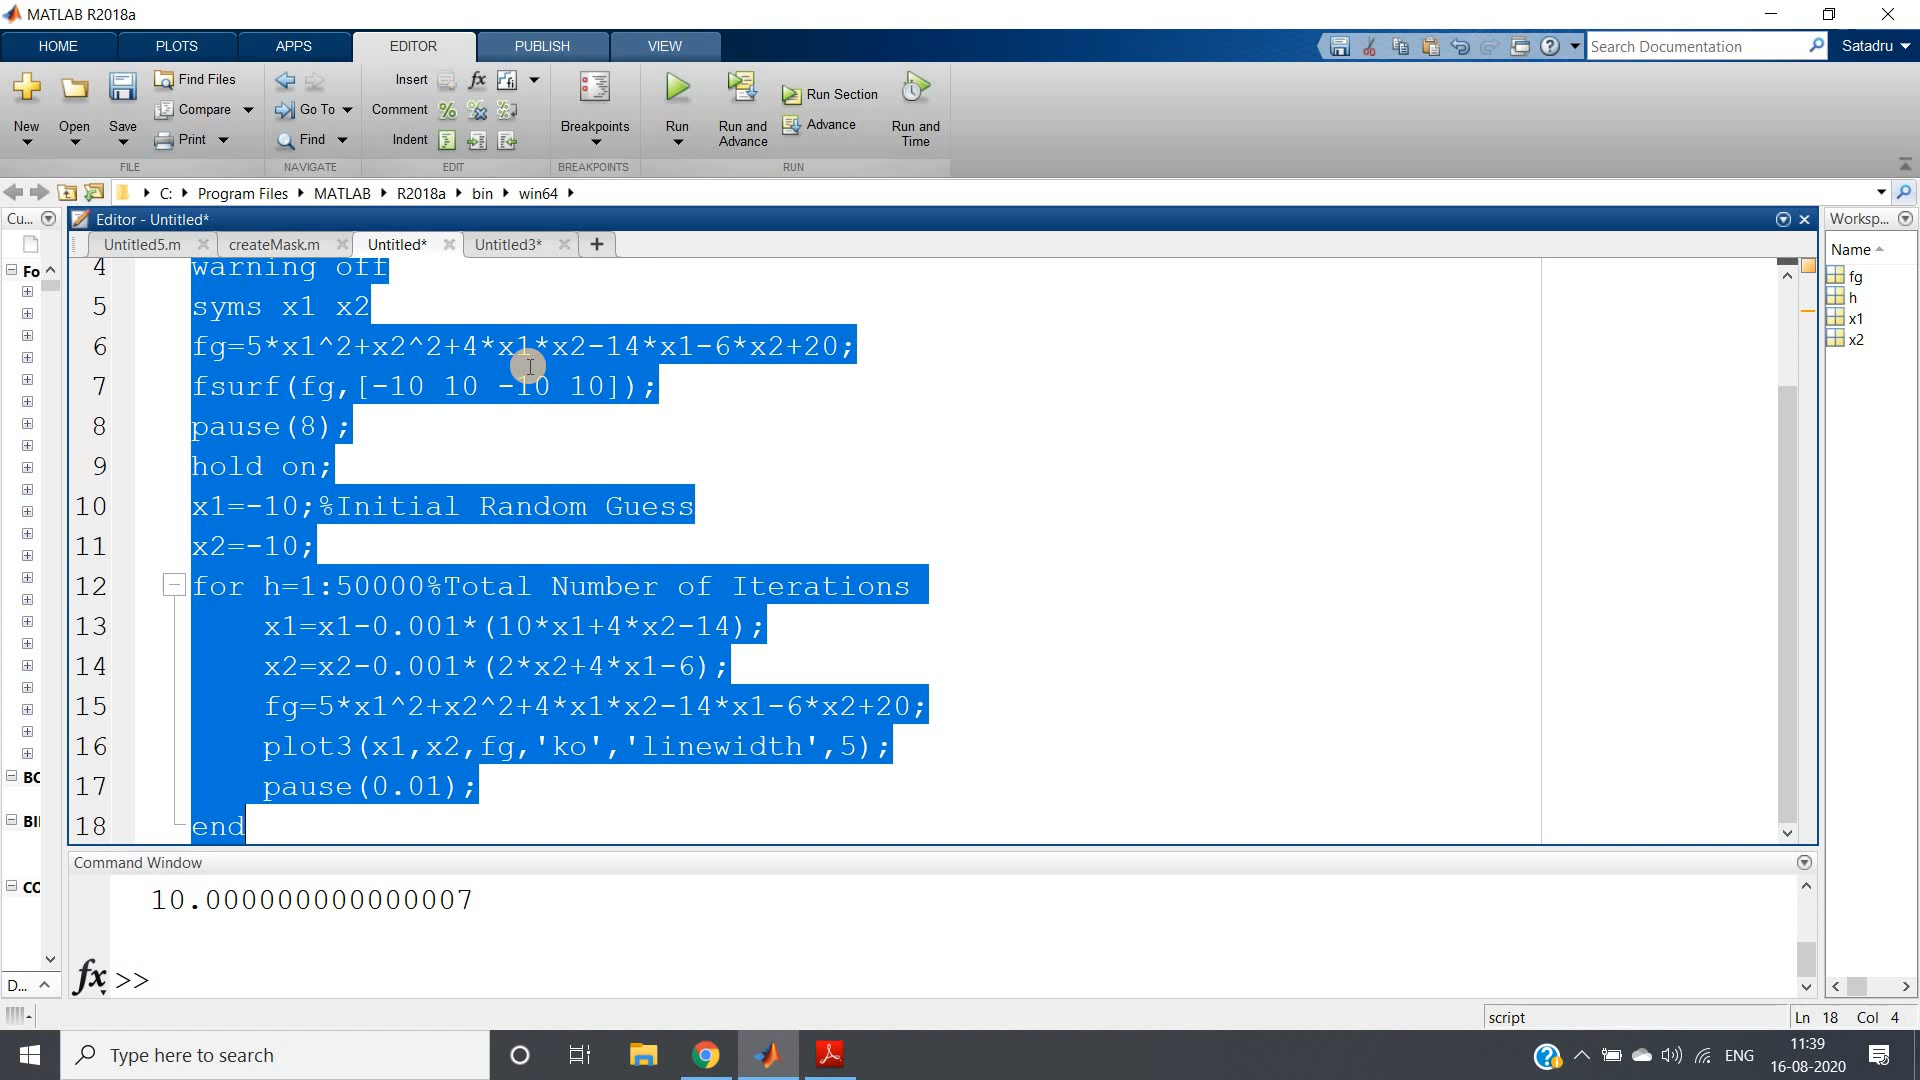 MATLAB R2018a
HOME PLOTS APPS EDITOR PUBLISH VIEW
Search Documentation
Satadru
New
Open
Save
Find Files
Compare
Print
FILE
Go To
Find
NAVIGATE
Insert
Comment
Indent
EDIT
Breakpoints
BREAKPOINTS
Run
Run and Advance
Run Section
Advance
Run and Time
RUN
C: Program Files MATLAB R2018a bin win64
Cu...
Editor - Untitled*
Worksp...
Untitled5.m createMask.m Untitled* Untitled3*
Name
fg
h
x1
x2
Fo
BC
BI
CC
D...
4 warning off
5 syms x1 x2
6 fg=5*x1^2+x2^2+4*x1*x2-14*x1-6*x2+20;
7 fsurf(fg,[-10 10 -10 10]);
8 pause(8);
9 hold on;
10 x1=-10;%Initial Random Guess
11 x2=-10;
12 for h=1:50000%Total Number of Iterations
13 x1=x1-0.001*(10*x1+4*x2-14);
14 x2=x2-0.001*(2*x2+4*x1-6);
15 fg=5*x1^2+x2^2+4*x1*x2-14*x1-6*x2+20;
16 plot3(x1,x2,fg,'ko','linewidth',5);
17 pause(0.01);
18 end
Command Window
10.000000000000007
fx >>
script
Ln 18 Col 4
Type here to search
ENG
11:39
16-08-2020